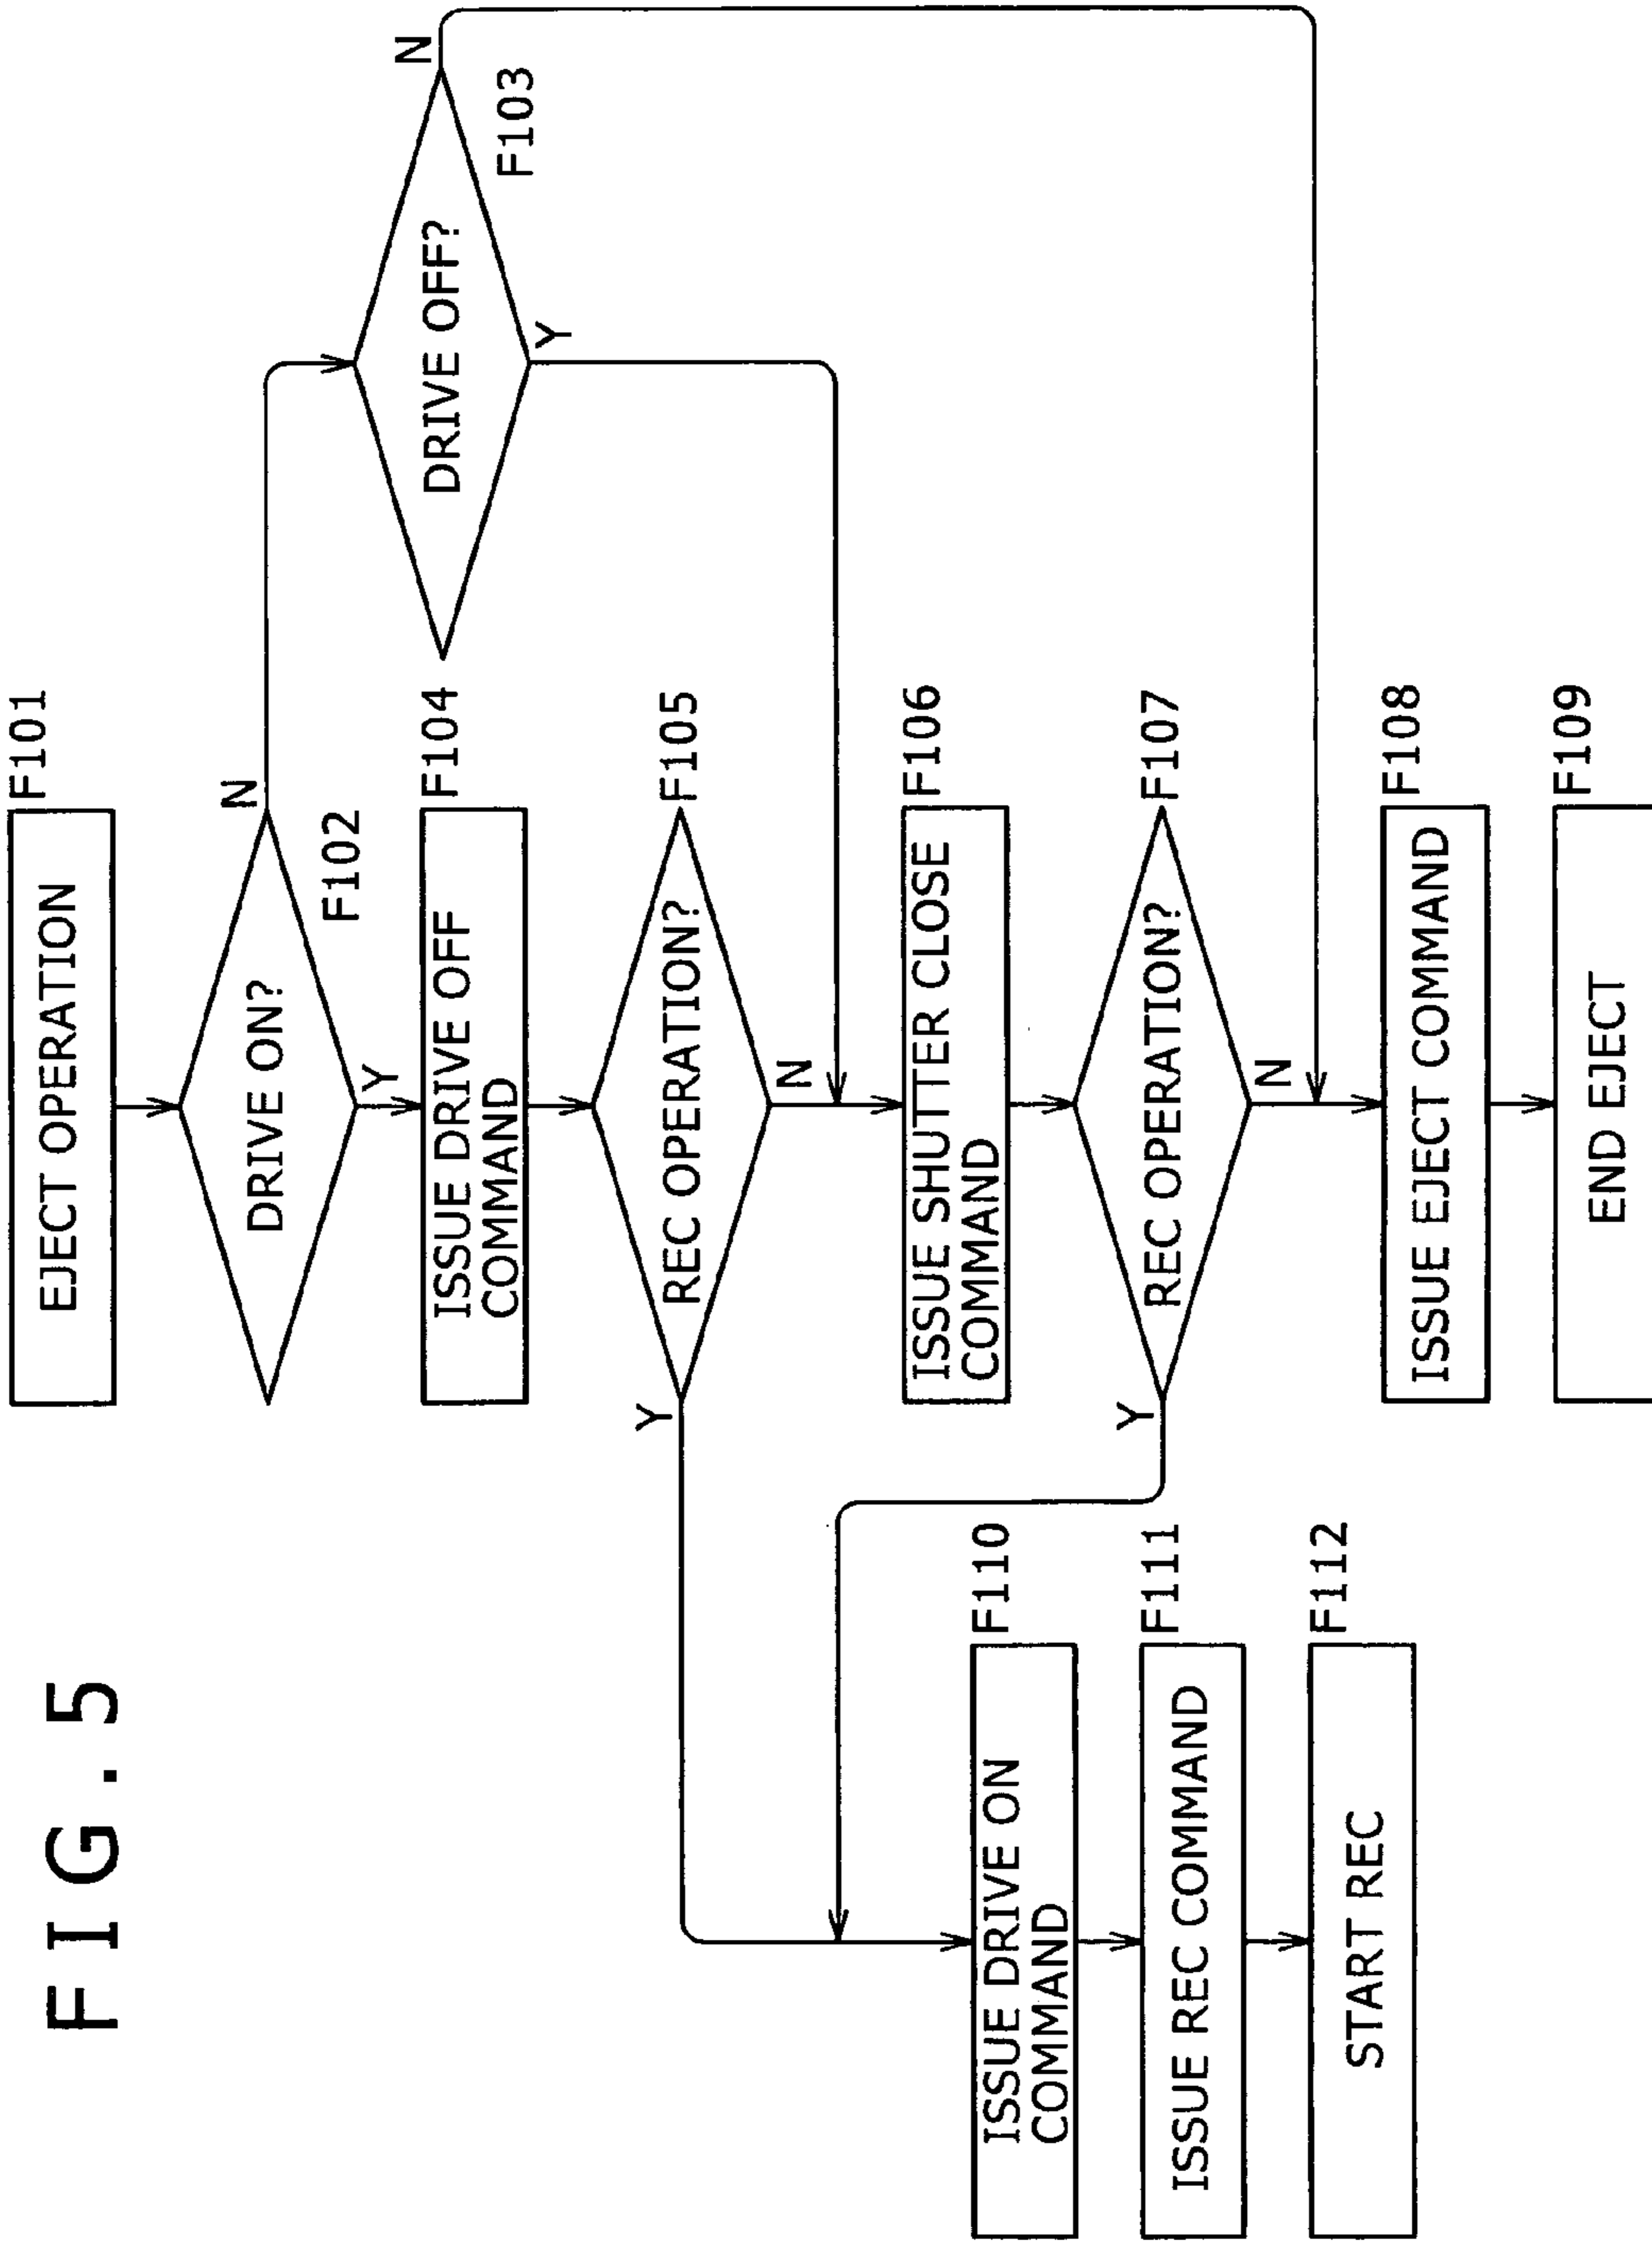 FIG.5
EJECT OPERATION
F101
DRIVE ON?
N
F102
Y
DRIVE OFF?
N
F103
Y
ISSUE DRIVE OFF
COMMAND
F104
REC OPERATION?
F105
Y
N
ISSUE SHUTTER CLOSE
COMMAND
F106
REC OPERATION?
F107
Y
N
ISSUE EJECT COMMAND
F108
END EJECT
F109
ISSUE DRIVE ON
COMMAND
F110
ISSUE REC COMMAND
F111
START REC
F112